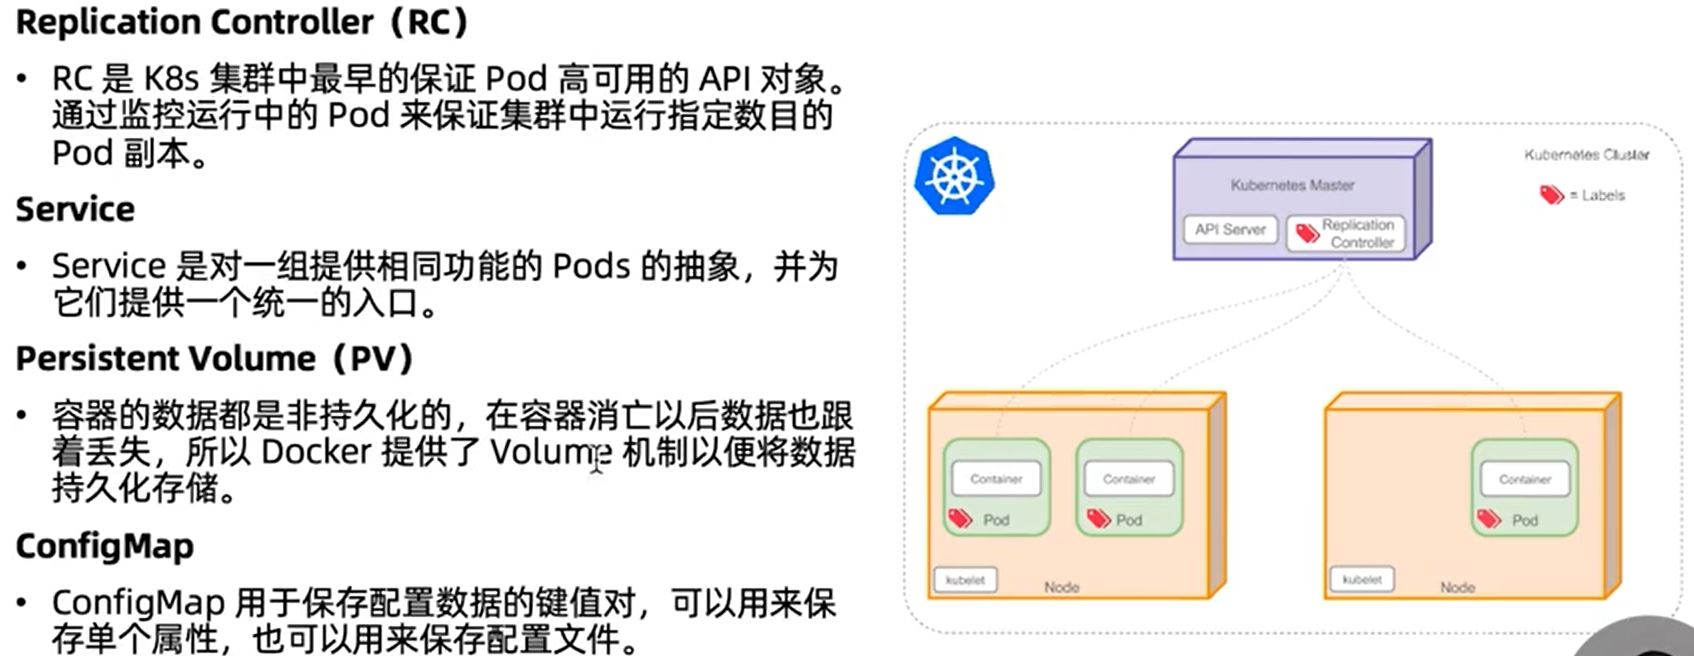 Replication Controller（RC）
• RC 是 K8s 集群中最早的保证 Pod 高可用的 API 对象。
通过监控运行中的 Pod 来保证集群中运行指定数目的
Pod 副本。
Service
• Service 是对一组提供相同功能的 Pods 的抽象，并为
它们提供一个统一的入口。
Persistent Volume（PV）
• 容器的数据都是非持久化的，在容器消亡以后数据也跟
着丢失，所以 Docker 提供了 Volume 机制以便将数据
持久化存储。
ConfigMap
• ConfigMap 用于保存配置数据的键值对，可以用来保
存单个属性，也可以用来保存配置文件。
Kubernetes Cluster
= Labels
Kubernetes Master
API Server
Replication
Controller
Container
Pod
Container
Pod
kubelet
Node
Container
Pod
kubelet
Node